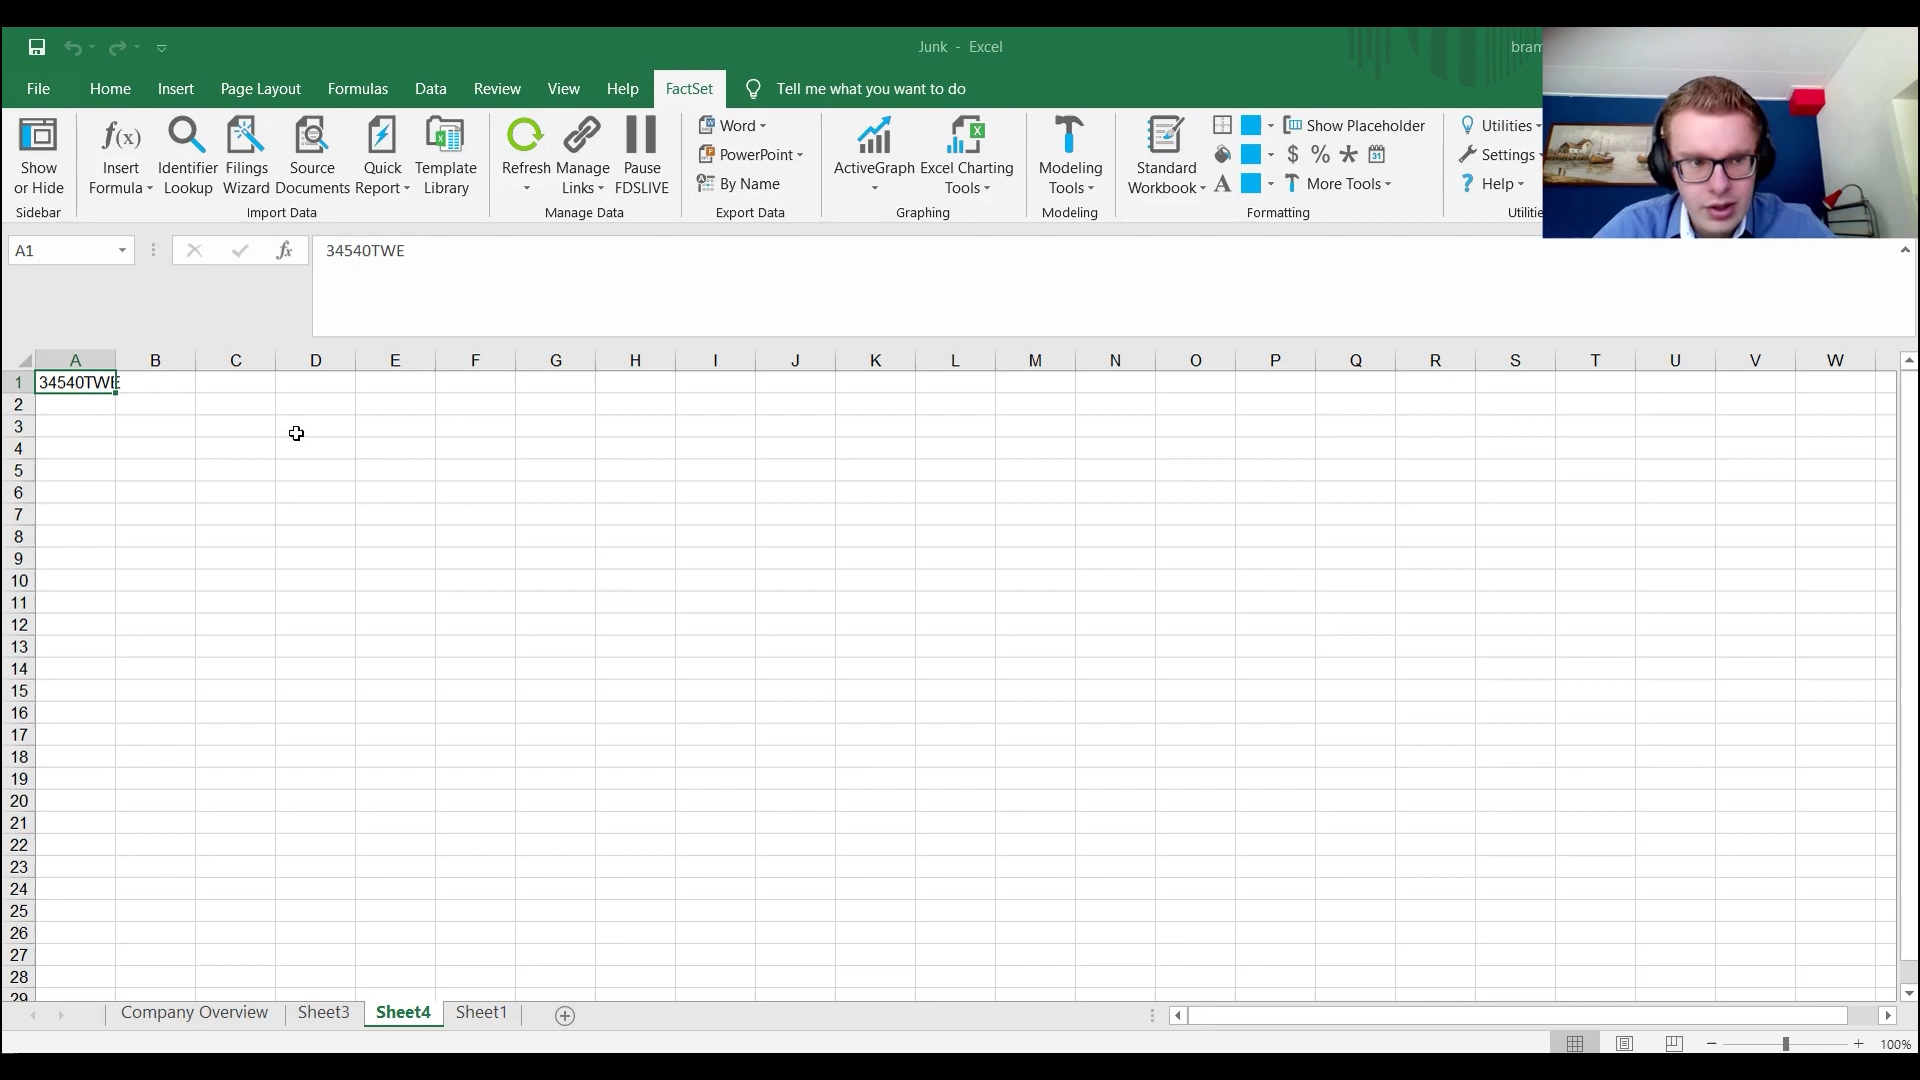 Junk - Excel
bram
File Home Insert Page Layout Formulas Data Review View Help FactSet Tell me what you want to do
Show or Hide
Sidebar
Insert Formula
Identifier Lookup
Filings Wizard
Source Documents
Quick Report
Template Library
Import Data
Refresh
Manage Links
Pause FDSLIVE
Manage Data
Word
PowerPoint
By Name
Export Data
ActiveGraph
Excel Charting Tools
Graphing
Modeling Tools
Modeling
Standard Workbook
Show Placeholder
$ %
31
A
More Tools
Formatting
Utilities
Settings
Help
Utilitie
A1
fx
34540TWE
A B C D E F G H I J K L M N O P Q R S T U V W
1 34540TWE
2
3
4
5
6
7
8
9
10
11
12
13
14
15
16
17
18
19
20
21
22
23
24
25
26
27
28
29
Company Overview Sheet3 Sheet4 Sheet1
100%